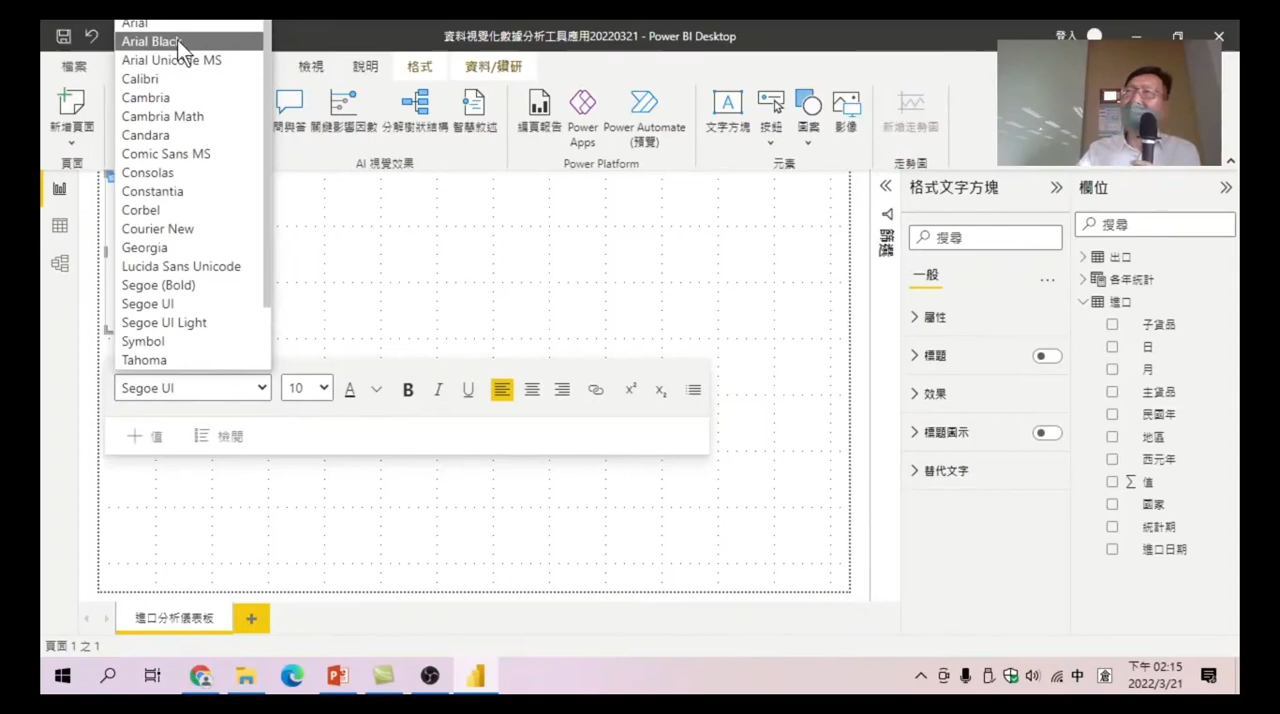 資料視覺化數據分析工具應用20220321 - Power BI Desktop
登入
檔案
檢視
說明
格式
資料/鑽研
新增頁面
問與答
關鍵影響因數
分解樹狀結構
智慧敘述
編頁報告
Power Apps
Power Automate (預覽)
文字方塊
按鈕
圖案
影像
新增走勢圖
頁面
AI 視覺效果
Power Platform
元素
走勢圖
Arial
Arial Black
Arial Unicode MS
Calibri
Cambria
Cambria Math
Candara
Comic Sans MS
Consolas
Constantia
Corbel
Courier New
Georgia
Lucida Sans Unicode
Segoe (Bold)
Segoe UI
Segoe UI Light
Symbol
Tahoma
Segoe UI
10
A
B
I
U
值
檢閱
篩選
格式文字方塊
搜尋
一般
屬性
標題
效果
標題圖示
替代文字
欄位
搜尋
出口
各年統計
進口
子貨品
日
月
主貨品
民國年
地區
西元年
值
國家
統計期
進口日期
進口分析儀表板
頁面 1 之 1
中
倉
下午 02:15
2022/3/21